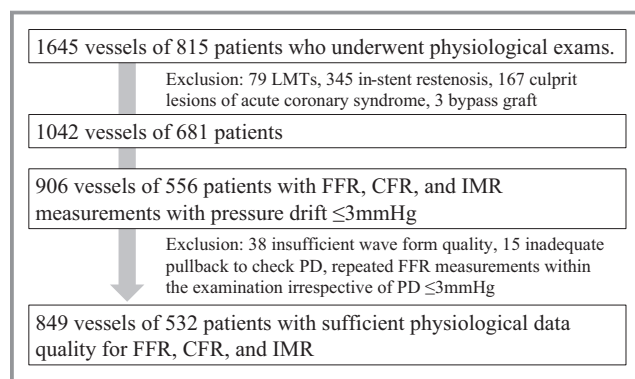 1645 vessels of 815 patients who underwent physiological exams.
Exclusion: 79 LMTs, 345 in-stent restenosis, 167 culprit
lesions of acute coronary syndrome, 3 bypass graft
1042 vessels of 681 patients
906 vessels of 556 patients with FFR, CFR, and IMR
measurements with pressure drift ≤3mmHg
Exclusion: 38 insufficient wave form quality, 15 inadequate
pullback to check PD, repeated FFR measurements within
the examination irrespective of PD ≤3mmHg
849 vessels of 532 patients with sufficient physiological data
quality for FFR, CFR, and IMR